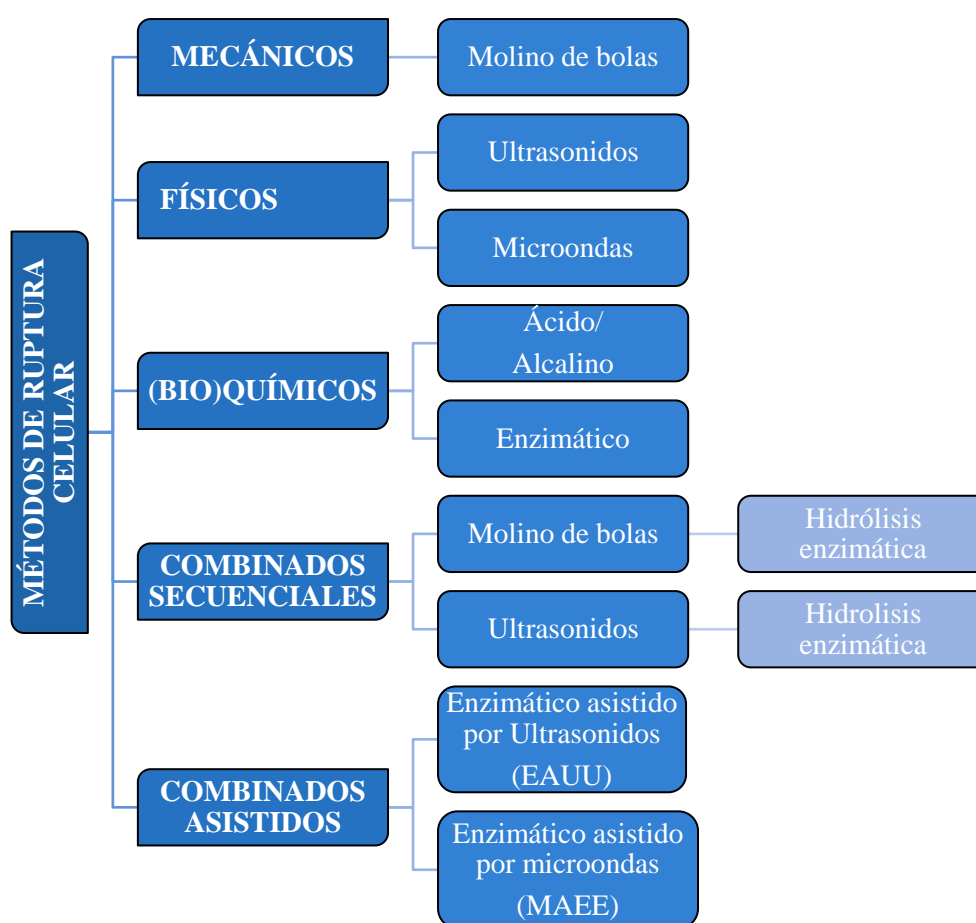 MÉTODOS DE RUPTURA
CELULAR
MECÁNICOS
Molino de bolas
FÍSICOS
Ultrasonidos
Microondas
(BIO)QUÍMICOS
Ácido/
Alcalino
Enzimático
COMBINADOS
SECUENCIALES
Molino de bolas
Hidrólisis
enzimática
Ultrasonidos
Hidrolisis
enzimática
COMBINADOS
ASISTIDOS
Enzimático asistido
por Ultrasonidos
(EAUU)
Enzimático asistido
por microondas
(MAEE)